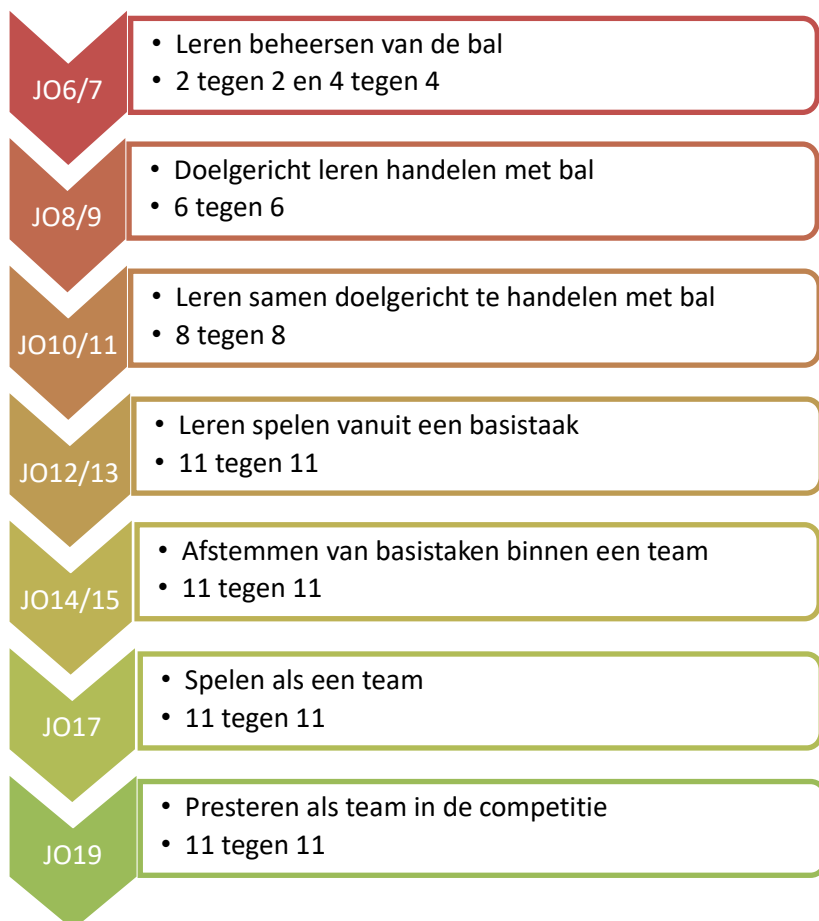 JO6/7
• Leren beheersen van de bal
• 2 tegen 2 en 4 tegen 4
JO8/9
• Doelgericht leren handelen met bal
• 6 tegen 6
JO10/11
• Leren samen doelgericht te handelen met bal
• 8 tegen 8
JO12/13
• Leren spelen vanuit een basistaak
• 11 tegen 11
JO14/15
• Afstemmen van basistaken binnen een team
• 11 tegen 11
JO17
• Spelen als een team
• 11 tegen 11
JO19
• Presteren als team in de competitie
• 11 tegen 11